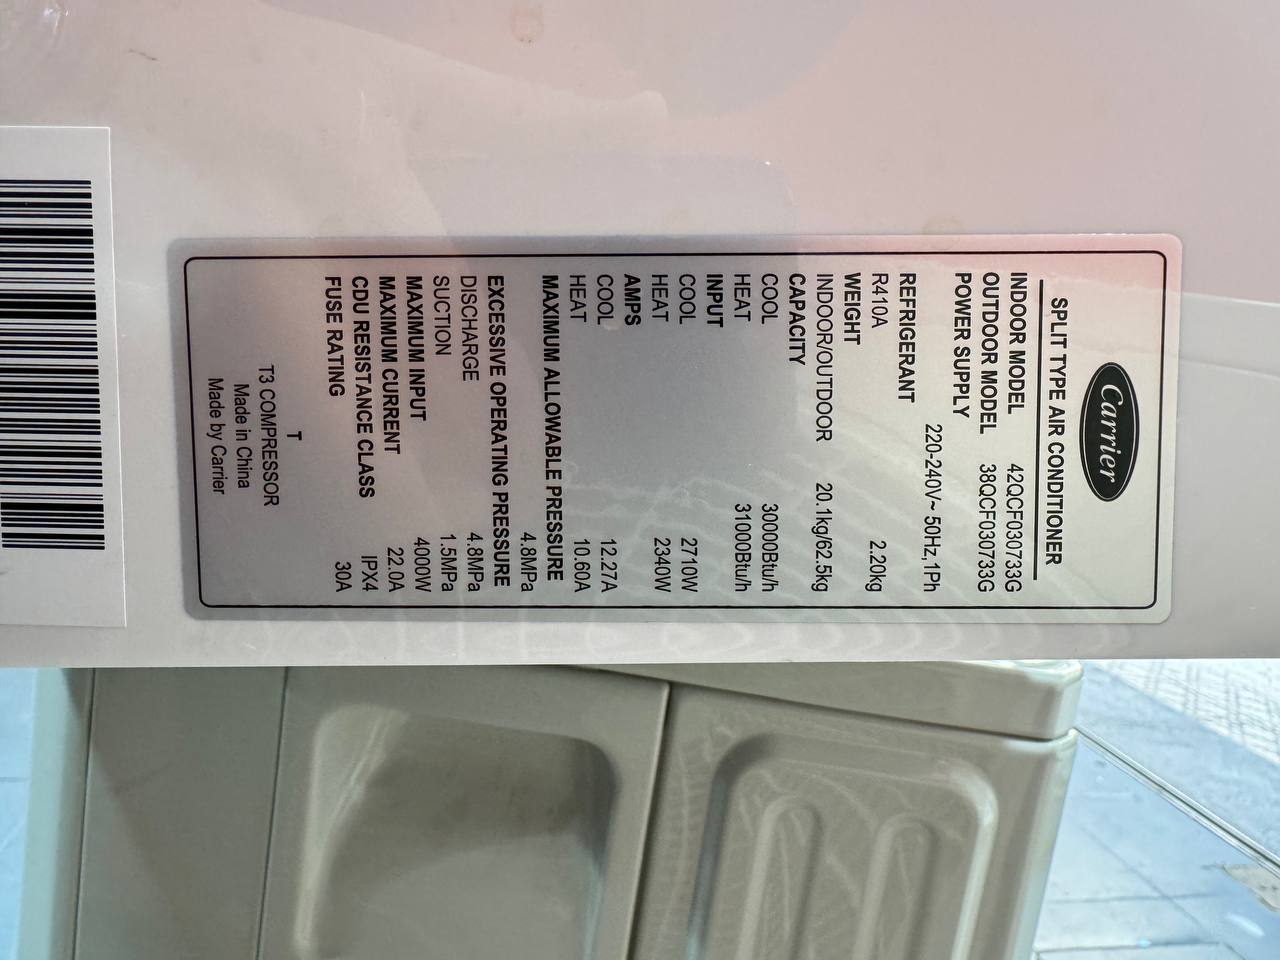 Carrier
SPLIT TYPE AIR CONDITIONER
INDOOR MODEL 42QCF030733G
OUTDOOR MODEL 38QCF030733G
POWER SUPPLY
220-240V~ 50Hz,1Ph
REFRIGERANT
R410A 2.20kg
WEIGHT
INDOOR/OUTDOOR 20.1kg/62.5kg
CAPACITY
COOL 30000Btu/h
HEAT 31000Btu/h
INPUT
COOL 2710W
HEAT 2340W
AMPS
COOL 12.27A
HEAT 10.60A
MAXIMUM ALLOWABLE PRESSURE
4.8MPa
EXCESSIVE OPERATING PRESSURE
DISCHARGE 4.8MPa
SUCTION 1.5MPa
MAXIMUM INPUT 4000W
MAXIMUM CURRENT 22.0A
CDU RESISTANCE CLASS IPX4
FUSE RATING 30A
T
T3 COMPRESSOR
Made in China
Made by Carrier